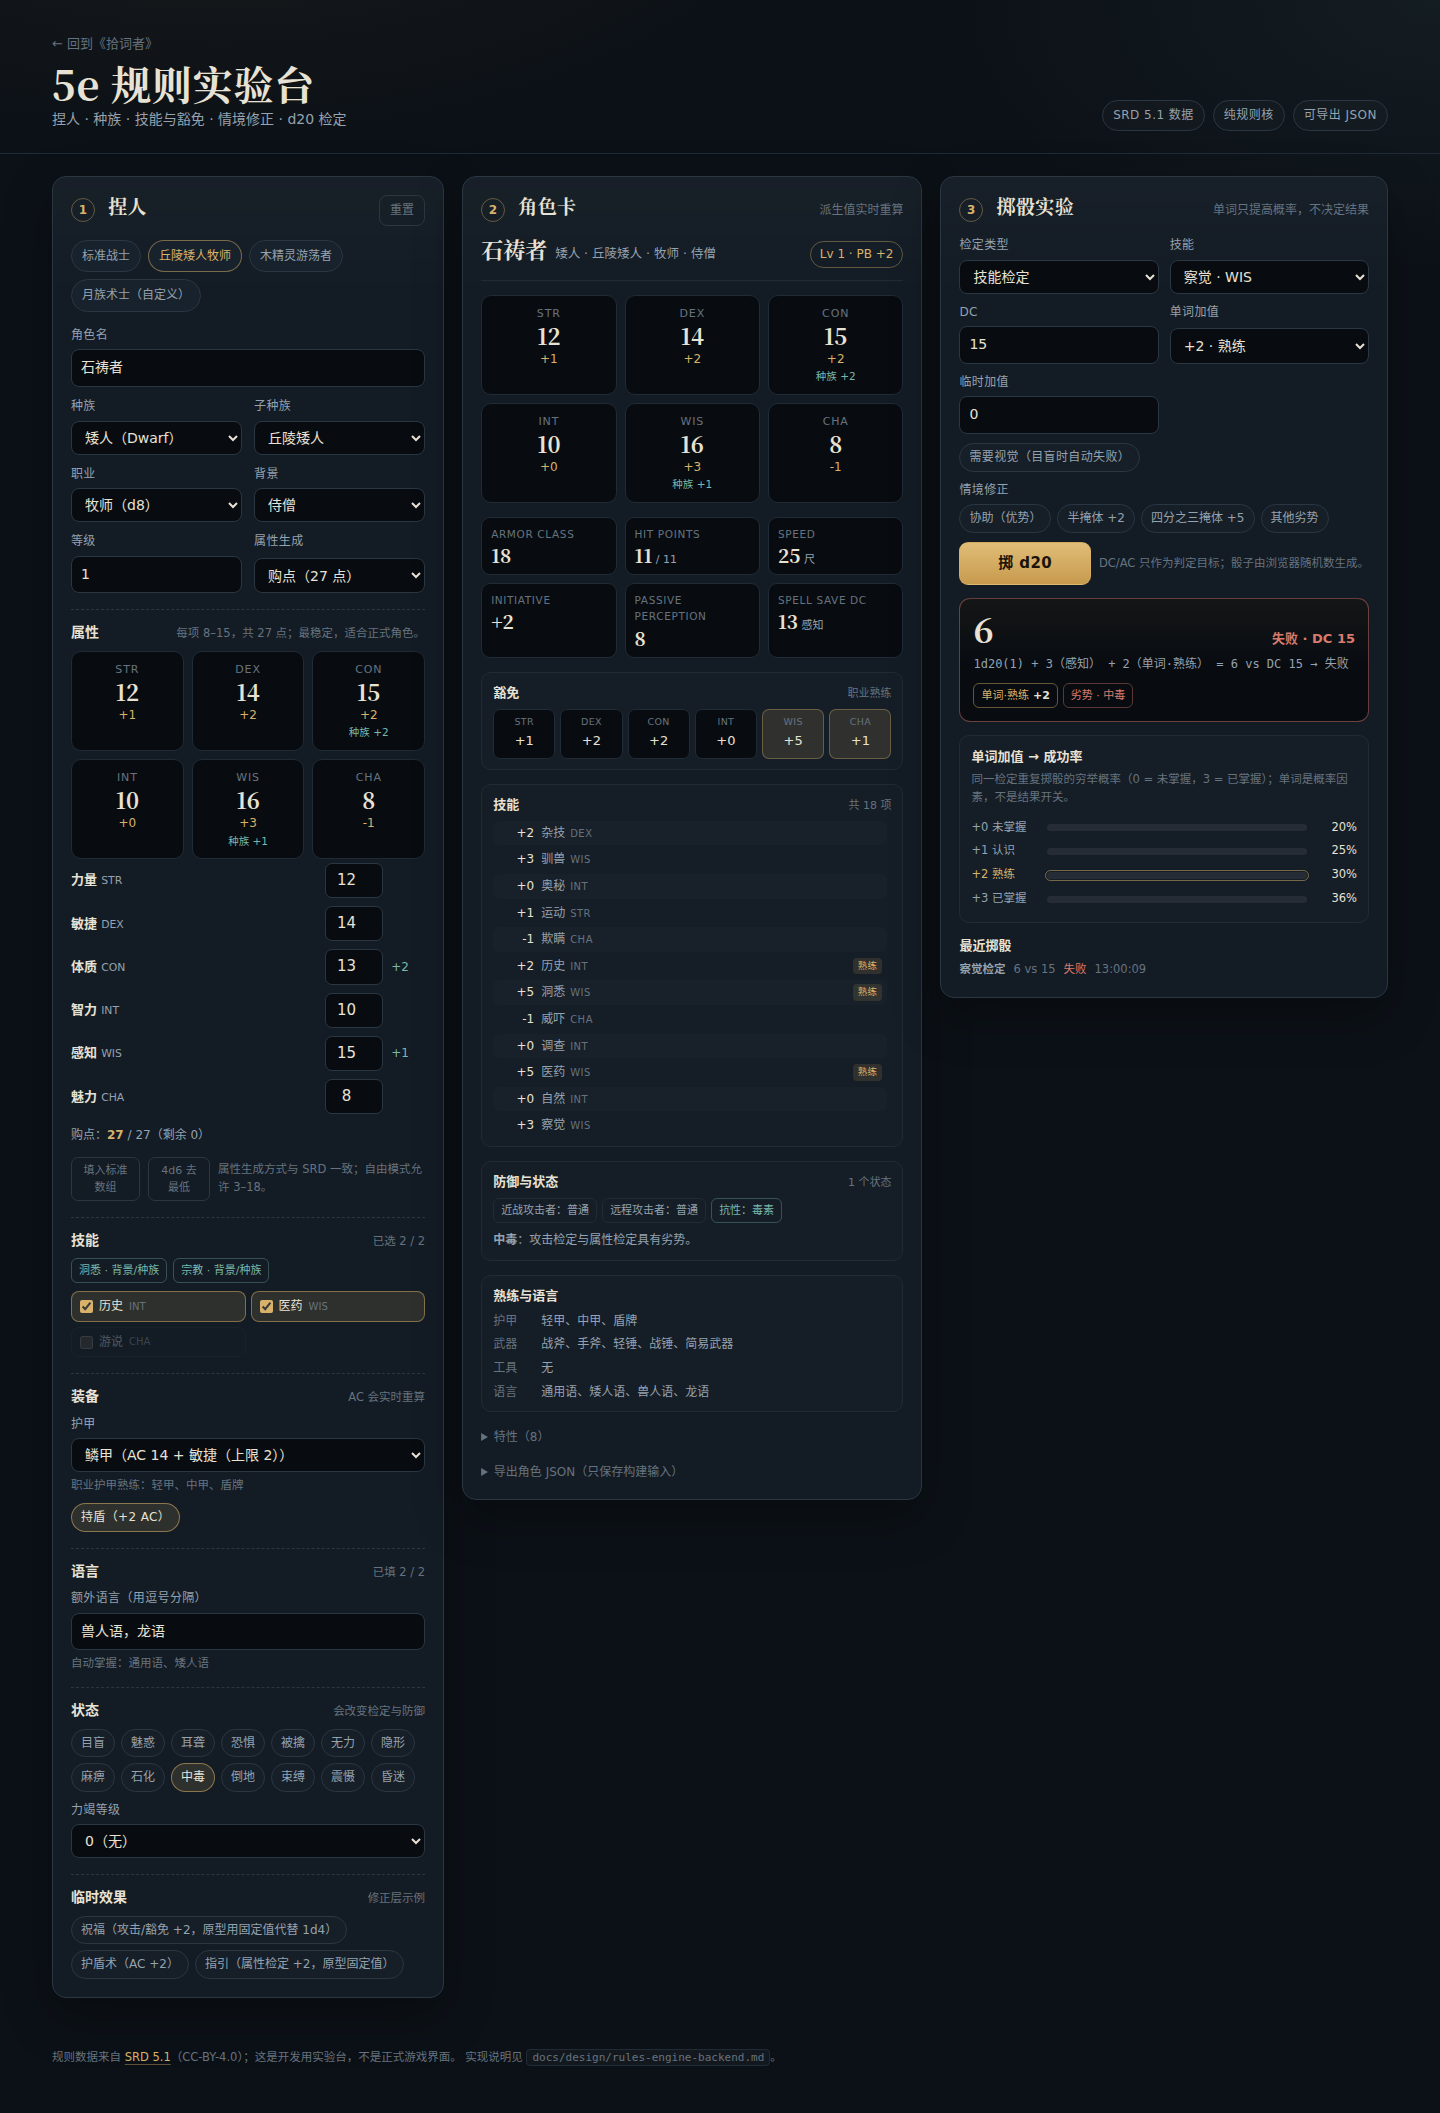 ← 回到《拾词者》
5e 规则实验台
捏人 · 种族 · 技能与豁免 · 情境修正 · d20 检定
SRD 5.1 数据
纯规则核
可导出 JSON
1 捏人
重置
标准战士
丘陵矮人牧师
木精灵游荡者
月族术士（自定义）
角色名
石祷者
种族
子种族
矮人（Dwarf）
丘陵矮人
职业
背景
牧师（d8）
侍僧
等级
属性生成
1
购点（27 点）
属性
每项 8–15，共 27 点；最稳定，适合正式角色。
STR
12
+1
DEX
14
+2
CON
15
+2
种族 +2
INT
10
+0
WIS
16
+3
种族 +1
CHA
8
-1
力量 STR 12
敏捷 DEX 14
体质 CON 13 +2
智力 INT 10
感知 WIS 15 +1
魅力 CHA 8
购点：27 / 27（剩余 0）
填入标准数组
4d6 去最低
属性生成方式与 SRD 一致；自由模式允许 3–18。
技能
已选 2 / 2
洞悉 · 背景/种族
宗教 · 背景/种族
历史 INT
医药 WIS
游说 CHA
装备
AC 会实时重算
护甲
鳞甲（AC 14 + 敏捷（上限 2））
职业护甲熟练：轻甲、中甲、盾牌
持盾（+2 AC）
语言
已填 2 / 2
额外语言（用逗号分隔）
兽人语，龙语
自动掌握：通用语、矮人语
状态
会改变检定与防御
目盲 魅惑 耳聋 恐惧 被擒 无力 隐形
麻痹 石化 中毒 倒地 束缚 震慑 昏迷
力竭等级
0（无）
临时效果
修正层示例
祝福（攻击/豁免 +2，原型用固定值代替 1d4）
护盾术（AC +2）
指引（属性检定 +2，原型固定值）
2 角色卡
派生值实时重算
石祷者 矮人 · 丘陵矮人 · 牧师 · 侍僧
Lv 1 · PB +2
STR
12
+1
DEX
14
+2
CON
15
+2
种族 +2
INT
10
+0
WIS
16
+3
种族 +1
CHA
8
-1
ARMOR CLASS
18
HIT POINTS
11 / 11
SPEED
25 尺
INITIATIVE
+2
PASSIVE PERCEPTION
8
SPELL SAVE DC
13 感知
豁免
职业熟练
STR +1
DEX +2
CON +2
INT +0
WIS +5
CHA +1
技能
共 18 项
+2 杂技 DEX
+3 驯兽 WIS
+0 奥秘 INT
+1 运动 STR
-1 欺瞒 CHA
+2 历史 INT 熟练
+5 洞悉 WIS 熟练
-1 威吓 CHA
+0 调查 INT
+5 医药 WIS 熟练
+0 自然 INT
+3 察觉 WIS
防御与状态
1 个状态
近战攻击者：普通
远程攻击者：普通
抗性：毒素
中毒：攻击检定与属性检定具有劣势。
熟练与语言
护甲 轻甲、中甲、盾牌
武器 战斧、手斧、轻锤、战锤、简易武器
工具 无
语言 通用语、矮人语、兽人语、龙语
▶ 特性（8）
▶ 导出角色 JSON（只保存构建输入）
3 掷骰实验
单词只提高概率，不决定结果
检定类型
技能
技能检定
察觉 · WIS
DC
单词加值
15
+2 · 熟练
临时加值
0
需要视觉（目盲时自动失败）
情境修正
协助（优势）
半掩体 +2
四分之三掩体 +5
其他劣势
掷 d20
DC/AC 只作为判定目标；骰子由浏览器随机数生成。
6
失败 · DC 15
1d20(1) + 3（感知） + 2（单词·熟练） = 6 vs DC 15 → 失败
单词·熟练 +2
劣势 · 中毒
单词加值 → 成功率
同一检定重复掷骰的穷举概率（0 = 未掌握，3 = 已掌握）；单词是概率因
素，不是结果开关。
+0 未掌握 20%
+1 认识 25%
+2 熟练 30%
+3 已掌握 36%
最近掷骰
察觉检定 6 vs 15 失败 13:00:09
规则数据来自 SRD 5.1（CC-BY-4.0）；这是开发用实验台，不是正式游戏界面。 实现说明见 docs/design/rules-engine-backend.md。